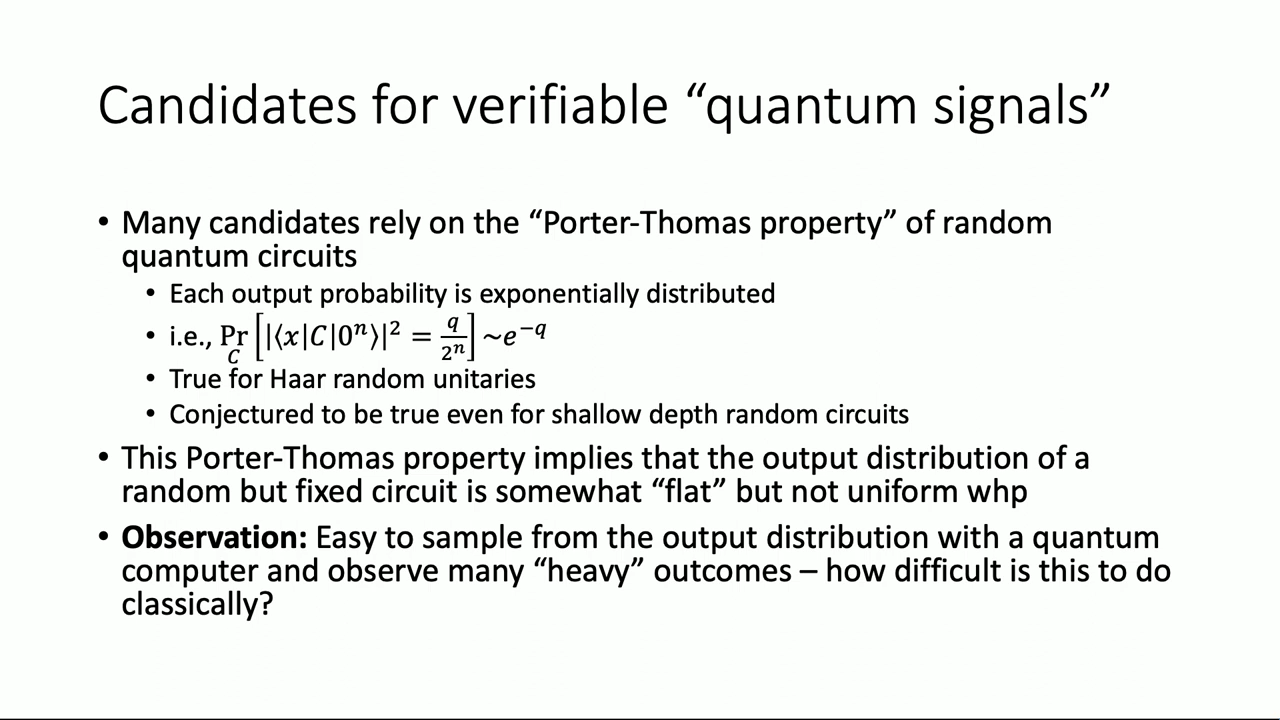 Candidates for verifiable “quantum signals”
• Many candidates rely on the “Porter-Thomas property” of random
quantum circuits
• Each output probability is exponentially distributed
• i.e., Pr_C [|⟨x|C|0ⁿ⟩|² = q/2ⁿ] ~e^{−q}
• True for Haar random unitaries
• Conjectured to be true even for shallow depth random circuits
• This Porter-Thomas property implies that the output distribution of a
random but fixed circuit is somewhat “flat” but not uniform whp
• Observation: Easy to sample from the output distribution with a quantum
computer and observe many “heavy” outcomes – how difficult is this to do
classically?